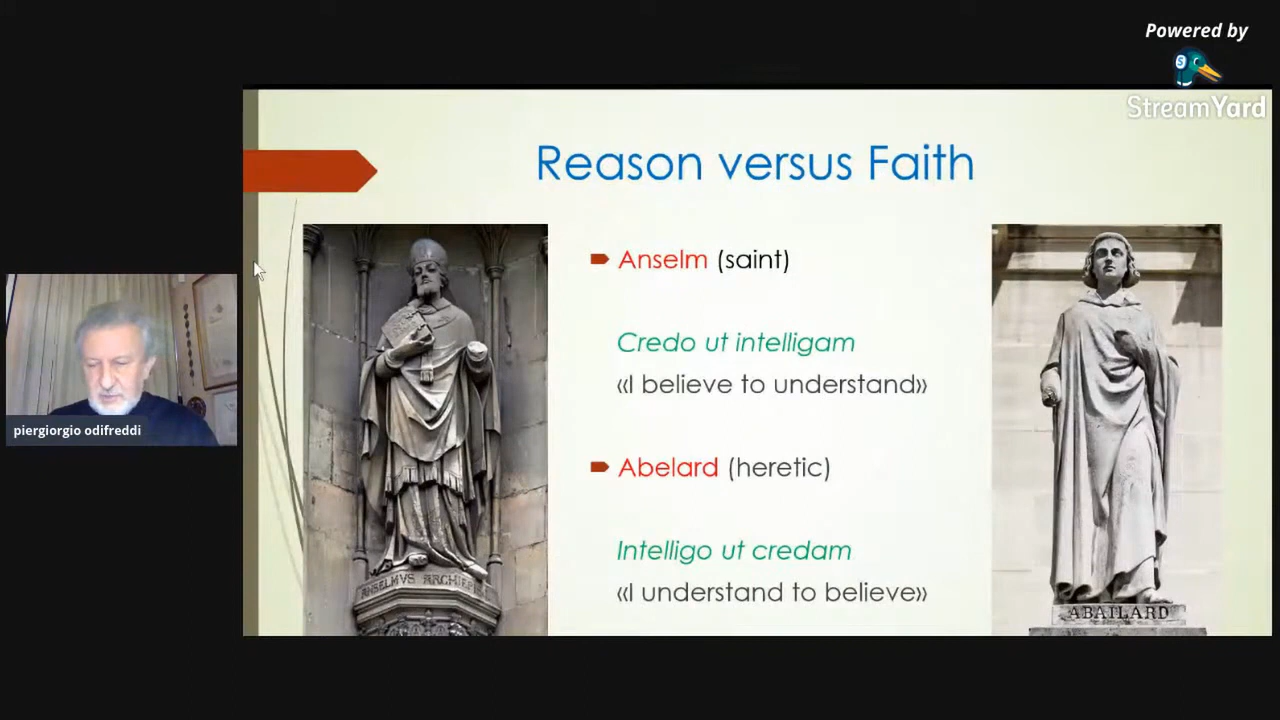 Powered by
StreamYard
Reason versus Faith
Anselm (saint)
Credo ut intelligam
«I believe to understand»
Abelard (heretic)
Intelligo ut credam
«I understand to believe»
piergiorgio odifreddi
ANSELMVS
ABAILARD